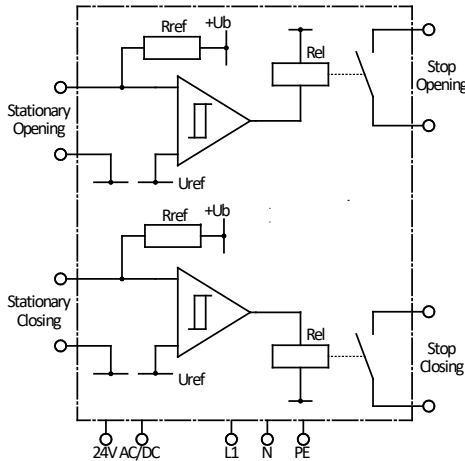 Rref
+Ub
Rel
Stationary
Opening
Stop
Opening
Uref
Rref
+Ub
Stationary
Closing
Rel
Stop
Closing
Uref
24V AC/DC
L1
N
PE